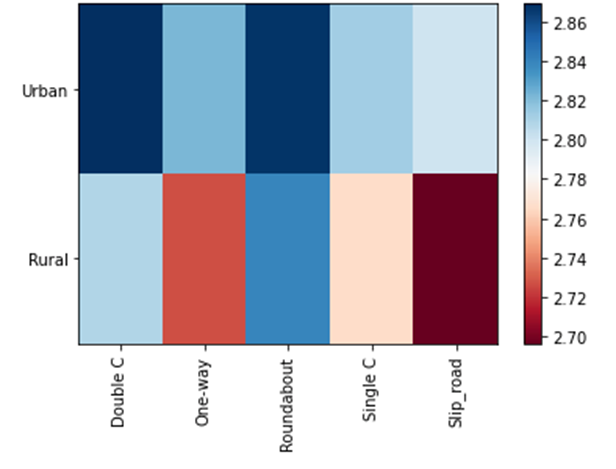 Urban
Rural
Double C
One-way
Roundabout
Single C
Slip_road
2.86
2.84
2.82
2.80
2.78
2.76
2.74
2.72
2.70